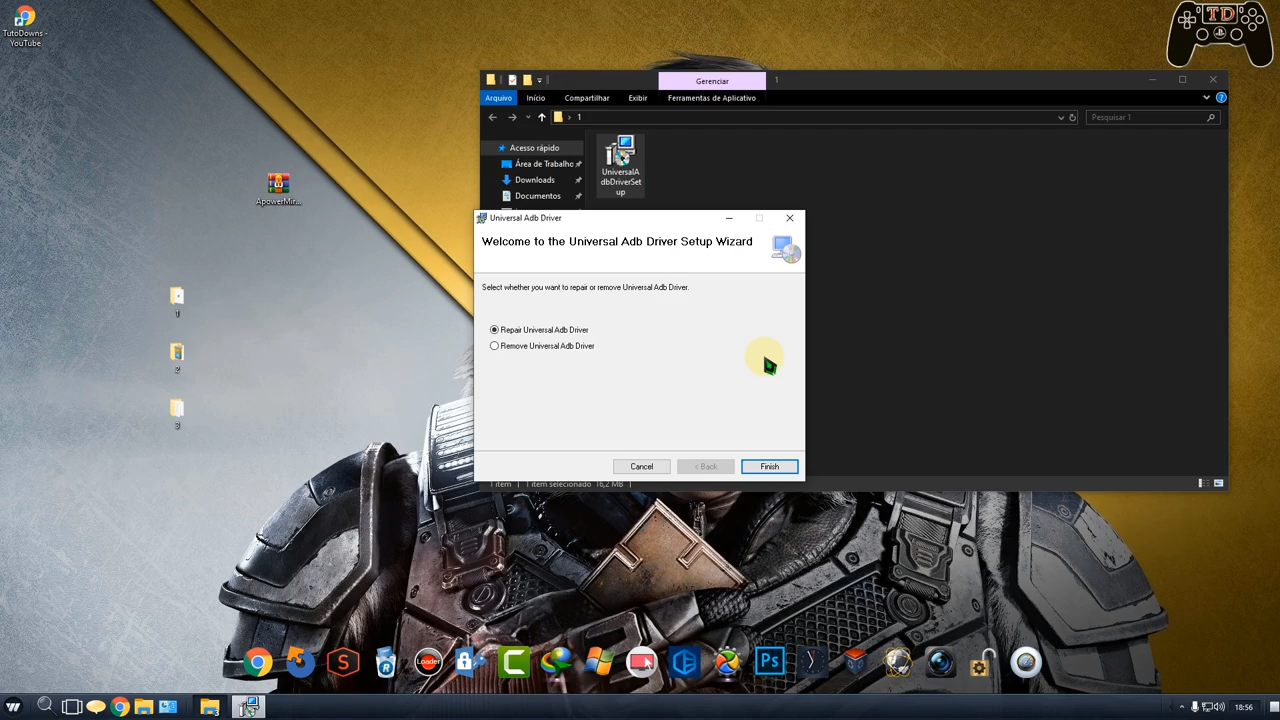 TutoDowns -
YouTube
TD
Gerenciar
1
Arquivo
Início
Compartilhar
Exibir
Ferramentas de Aplicativo
1
Pesquisar 1
Acesso rápido
Área de Trabalho
Downloads
Documentos
UniversalA
dbDriverSet
up
ApowerMir...
1
2
3
Universal Adb Driver
Welcome to the Universal Adb Driver Setup Wizard
Select whether you want to repair or remove Universal Adb Driver.
Repair Universal Adb Driver
Remove Universal Adb Driver
Cancel
< Back
Finish
1 item
1 item selecionado
16,2 MB
Loader
Ps
18:56